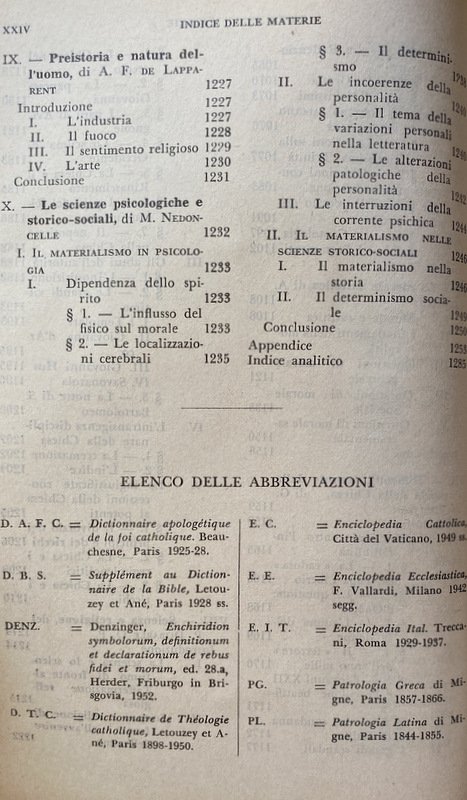 XXIV
INDICE DELLE MATERIE
IX. — Preistoria e natura del-
l'uomo, di A. F. DE LAPPA-
RENT 1227
Introduzione 1227
I. L'industria 1227
II. Il fuoco 1228
III. Il sentimento religioso 1229
IV. L'arte 1230
Conclusione 1231
X. — Le scienze psicologiche e
storico-sociali, di M. NEDON-
CELLE 1232
I. IL MATERIALISMO IN PSICOLO-
GIA 1233
I. Dipendenza dello spi-
rito 1233
§ 1. — L'influsso del
fisico sul morale 1233
§ 2. — Le localizzazio-
ni cerebrali 1235
§ 3. — Il determini-
smo
II. Le incoerenze della
personalità
§ 1. — Il tema della
variazioni personali
nella letteratura
§ 2. — Le alterazioni
patologiche della
personalità
III. Le interruzioni della
corrente psichica 1244
II. IL MATERIALISMO NELLE
SCIENZE STORICO-SOCIALI 1246
I. Il materialismo nella
storia 1246
II. Il determinismo socia-
le 1249
Conclusione
Appendice
Indice analitico 1285
ELENCO DELLE ABBREVIAZIONI
D. A. F. C. = Dictionnaire apologétique
de la foi catholique. Beau-
chesne, Paris 1925-28.
D. B. S. = Supplément au Diction-
naire de la Bible, Letou-
zey et Ané, Paris 1928 ss.
DENZ. = Denzinger, Enchiridion
symbolorum, definitionum
et declarationum de rebus
fidei et morum, ed. 28.a,
Herder, Friburgo in Bri-
sgovia, 1952.
D. T. C. = Dictionnaire de Théologie
catholique, Letouzey et A-
né, Paris 1898-1950.
E. C. = Enciclopedia Cattolica,
Città del Vaticano, 1949 ss.
E. E. = Enciclopedia Ecclesiastica,
F. Vallardi, Milano 1942
segg.
E. I. T. = Enciclopedia Ital. Trecca-
ni, Roma 1929-1937.
PG. = Patrologia Greca di Mi-
gne, Paris 1857-1866.
PL. = Patrologia Latina di Mi-
gne, Paris 1844-1855.